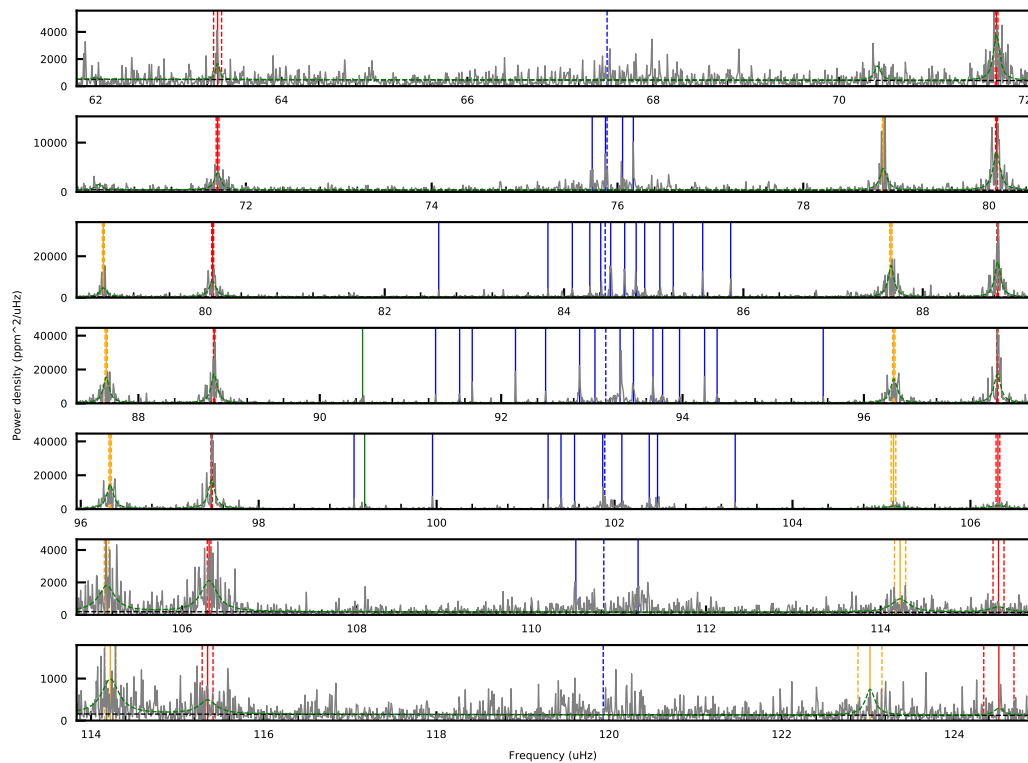 4000
2000
0
62 64 66 68 70 72
10000
0
72 74 76 78 80
20000
0
80 82 84 86 88
40000
20000
0
88 90 92 94 96
40000
20000
0
96 98 100 102 104 106
4000
2000
0
106 108 110 112 114
1000
0
114 116 118 120 122 124
Power density (ppm^2/uHz)
Frequency (uHz)